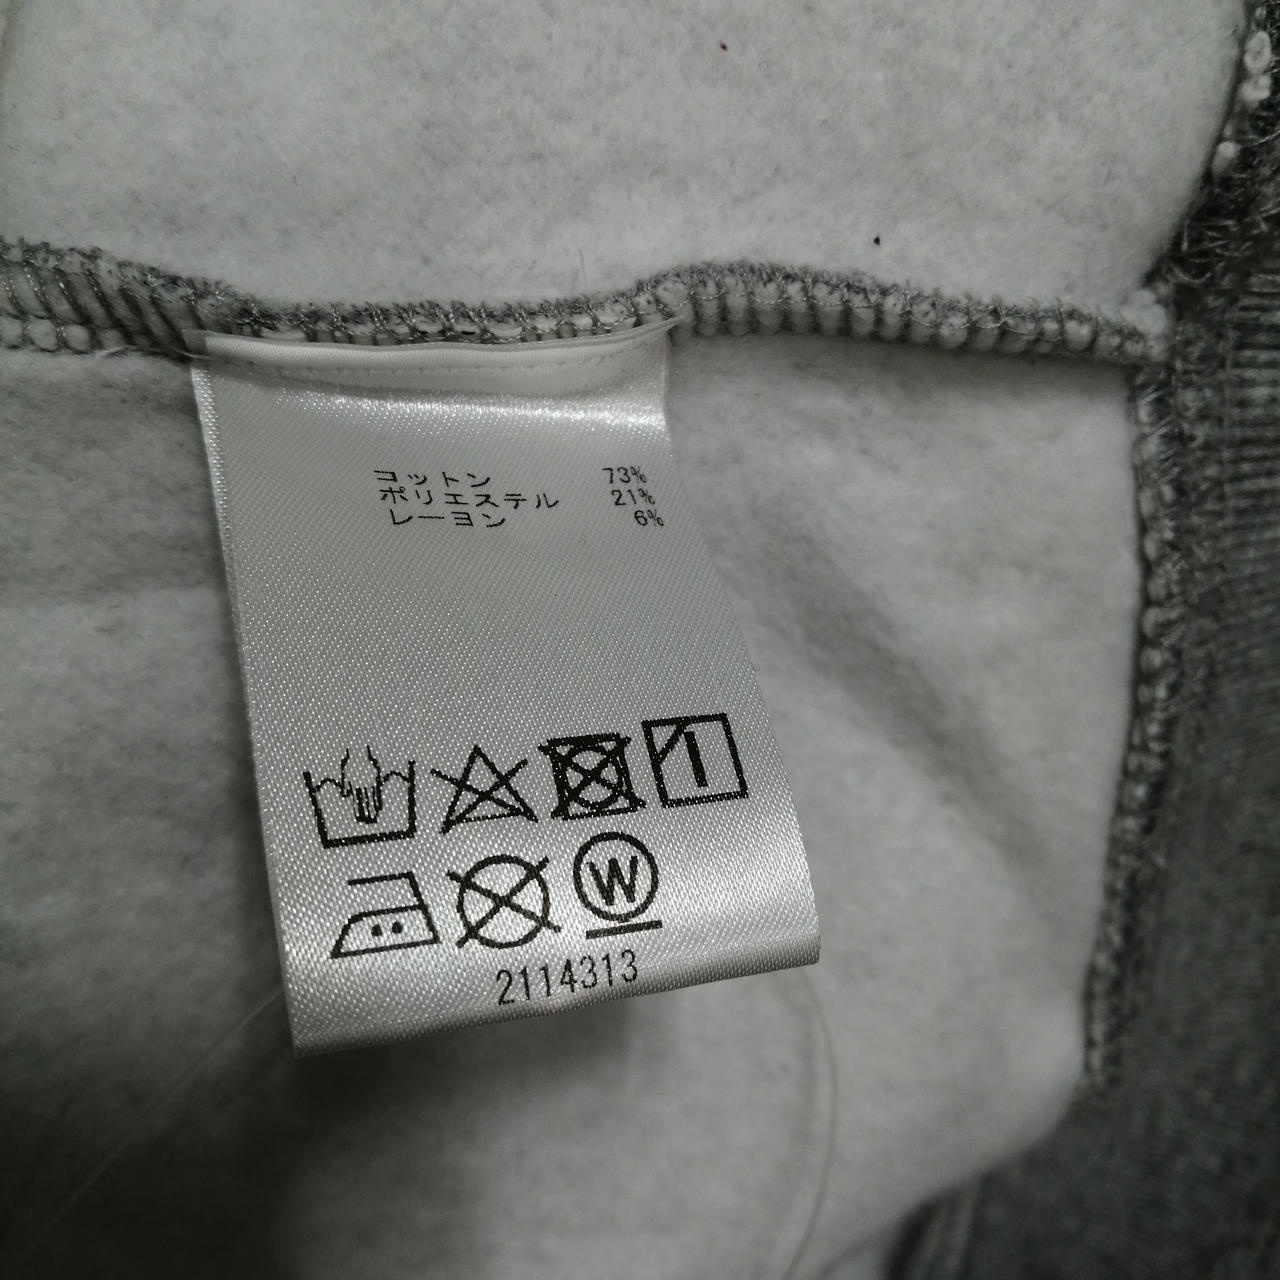 コットン 73%
ポリエステル 21%
レーヨン 6%
W
2114313